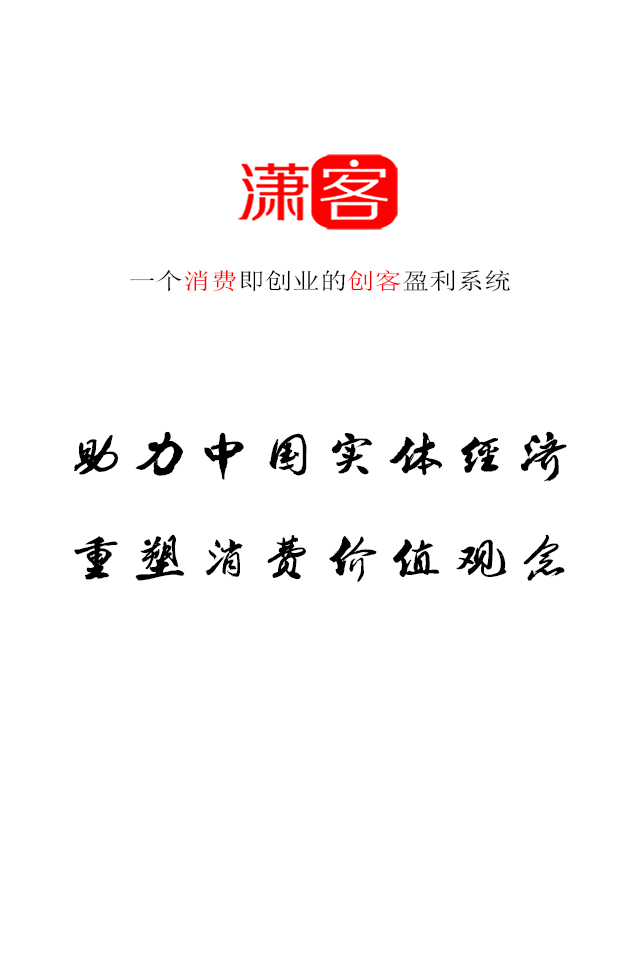 潇客
一个消费即创业的创客盈利系统
助力中国实体经济
重塑消费价值观念